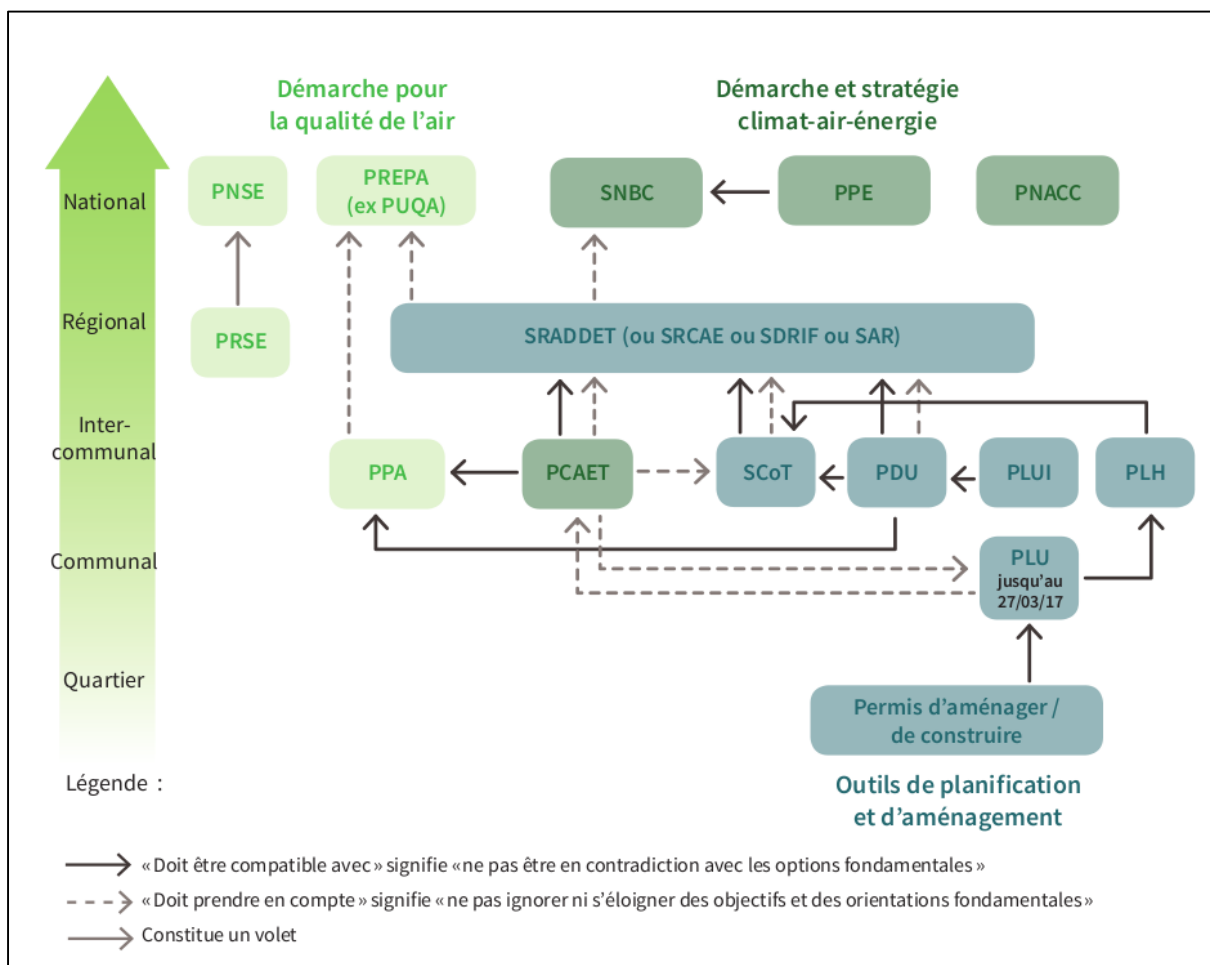 Démarche pour
la qualité de l’air
Démarche et stratégie
climat-air-énergie
National
PNSE
PREPA
(ex PUQA)
SNBC
PPE
PNACC
Régional
PRSE
SRADDET (ou SRCAE ou SDRIF ou SAR)
Inter-
communal
PPA
PCAET
SCoT
PDU
PLUI
PLH
Communal
PLU
jusqu’au
27/03/17
Quartier
Permis d’aménager /
de construire
Légende :
Outils de planification
et d’aménagement
« Doit être compatible avec » signifie « ne pas être en contradiction avec les options fondamentales »
« Doit prendre en compte » signifie « ne pas ignorer ni s’éloigner des objectifs et des orientations fondamentales »
Constitue un volet